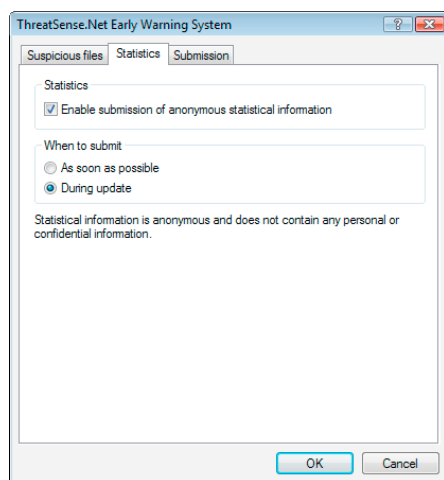 ThreatSense.Net Early Warning System
Suspicious files Statistics Submission
Statistics
Enable submission of anonymous statistical information
When to submit
As soon as possible
During update
Statistical information is anonymous and does not contain any personal or
confidential information.
OK Cancel